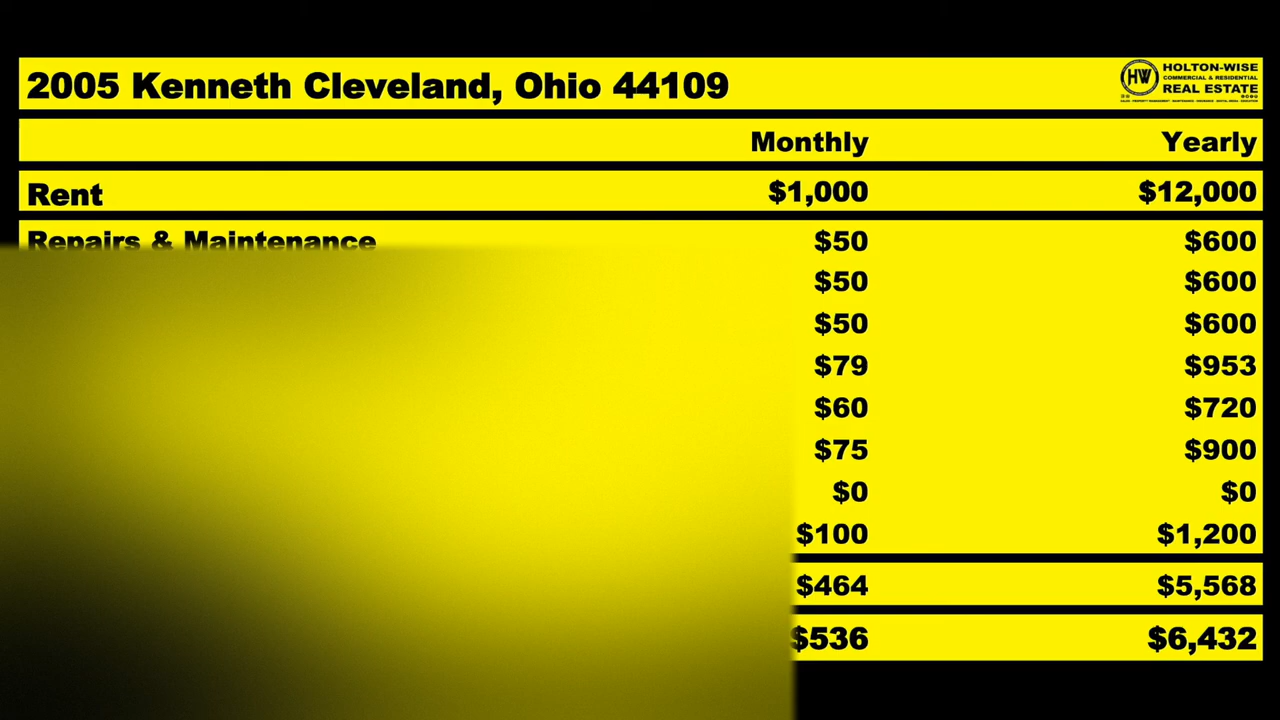 2005 Kenneth Cleveland, Ohio 44109
HOLTON-WISE
COMMERCIAL & RESIDENTIAL
REAL ESTATE
HW
Monthly Yearly
Rent $1,000 $12,000
Repairs & Maintenance $50 $600
$50 $600
$50 $600
$79 $953
$60 $720
$75 $900
$0 $0
$100 $1,200
$464 $5,568
$536 $6,432